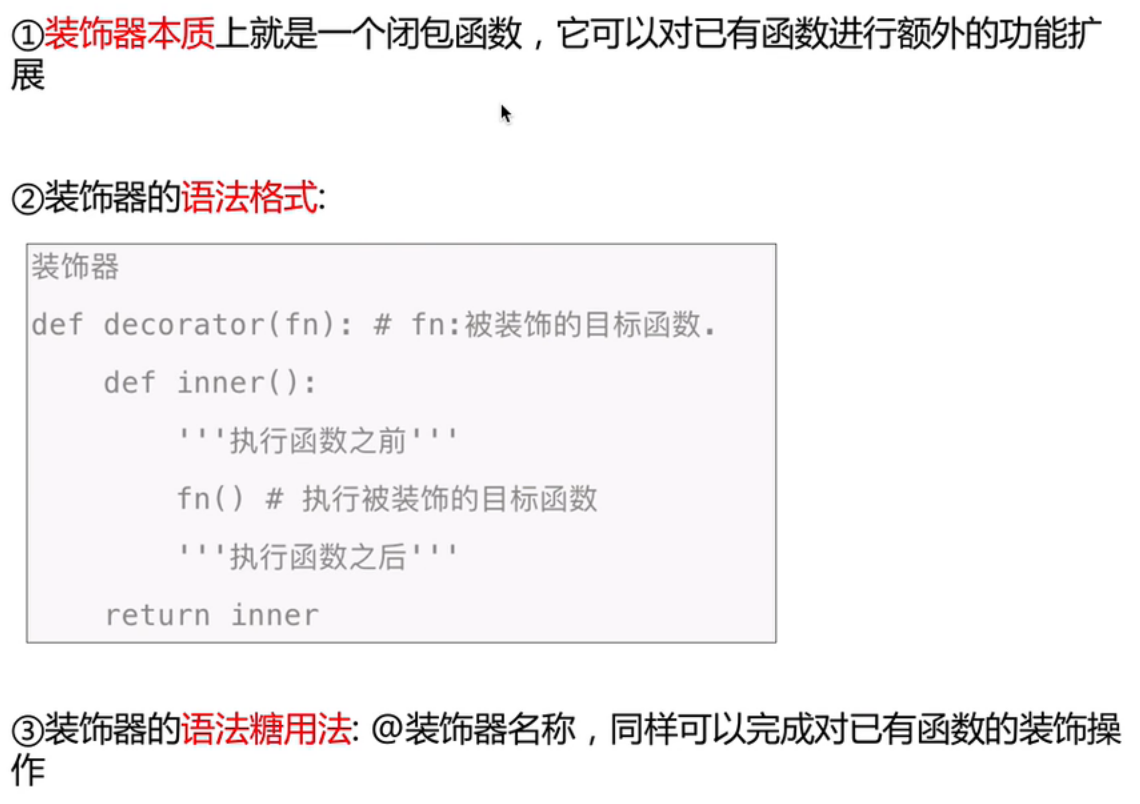 ①装饰器本质上就是一个闭包函数，它可以对已有函数进行额外的功能扩
展
②装饰器的语法格式:
装饰器
def decorator(fn): # fn:被装饰的目标函数.
    def inner():
        '''执行函数之前'''
        fn() # 执行被装饰的目标函数
        '''执行函数之后'''
    return inner
③装饰器的语法糖用法: @装饰器名称，同样可以完成对已有函数的装饰操
作